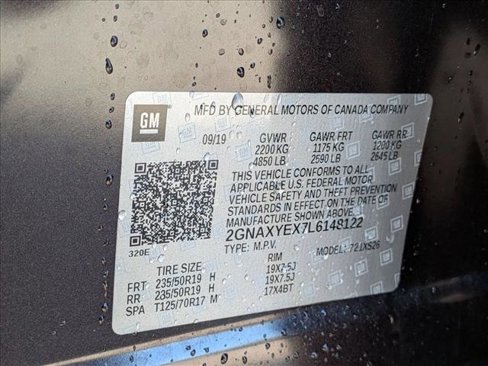 MFD BY GENERAL MOTORS OF CANADA COMPANY
GM
09/19 GVWR GAWR FRT GAWR RR
2200 KG 1175 KG 1200 KG
4850 LB 2590 LB 2645 LB
THIS VEHICLE CONFORMS TO ALL
APPLICABLE U.S. FEDERAL MOTOR
VEHICLE SAFETY AND THEFT PREVENTION
STANDARDS IN EFFECT ON THE DATE OF
MANUFACTURE SHOWN ABOVE.
320E
2GNAXYEX7L6148122
TYPE: M.P.V. MODEL:
TIRE SIZE RIM
FRT 235/50R19 H 19X7.5J
RR 235/50R19 H 19X7.5J
SPA T125/70R17 M 17X4BT